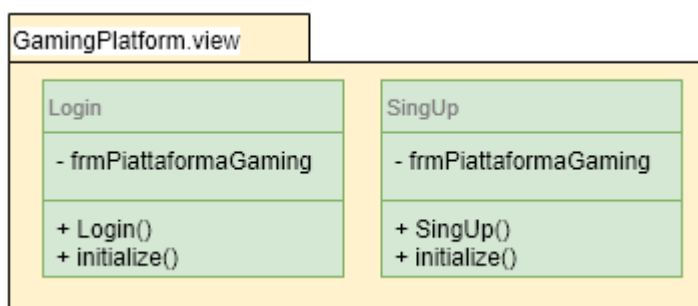 GamingPlatform.view
Login
- frmPiattaformaGaming
+ Login()
+ initialize()
SingUp
- frmPiattaformaGaming
+ SingUp()
+ initialize()